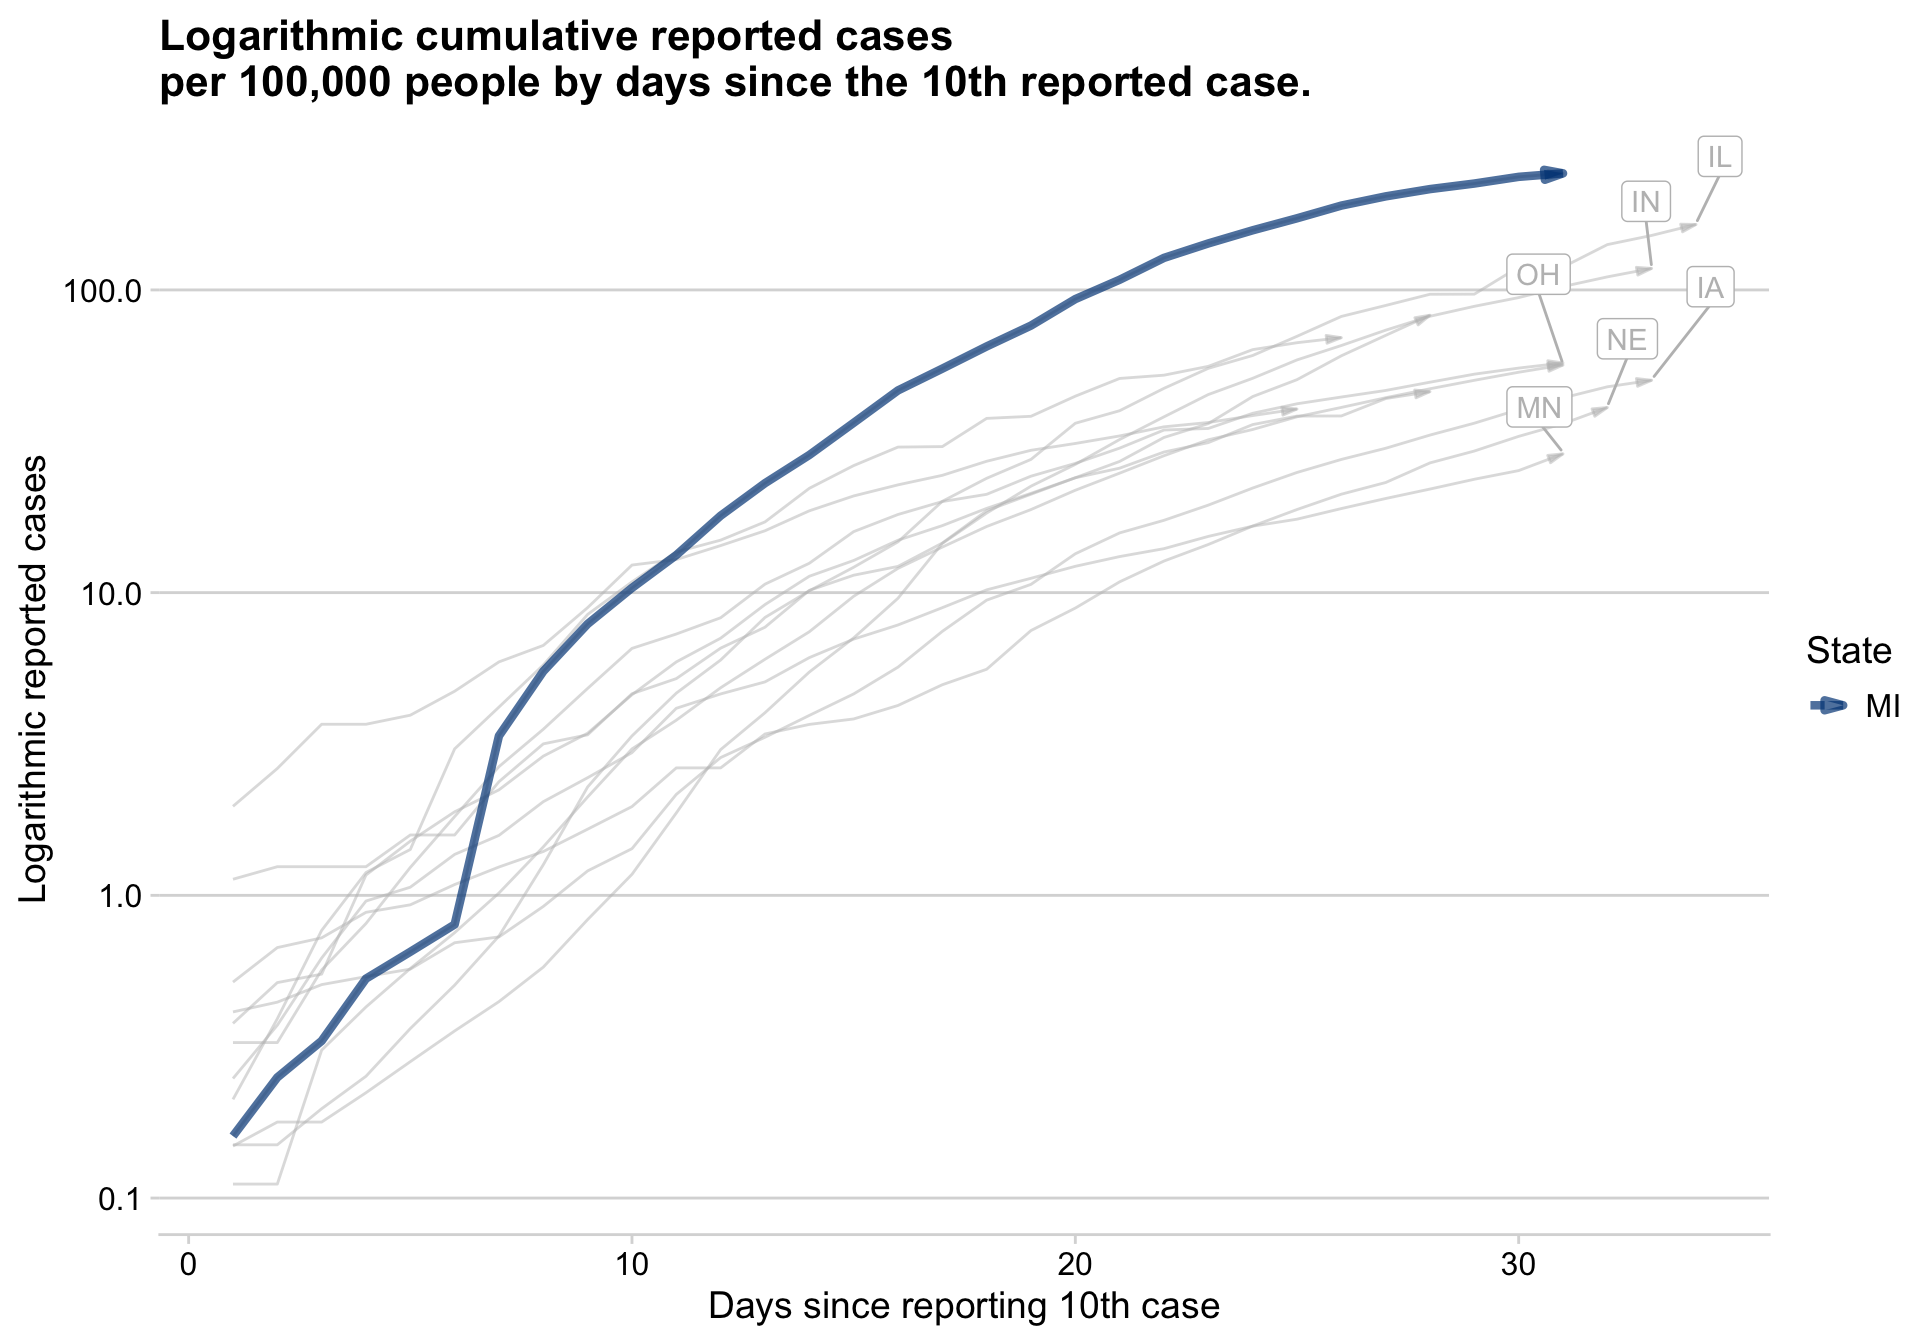 Logarithmic cumulative reported cases
per 100,000 people by days since the 10th reported case.
IL
IN
OH
IA
NE
MN
100.0
10.0
1.0
0.1
Logarithmic reported cases
0
10
20
30
Days since reporting 10th case
State
MI